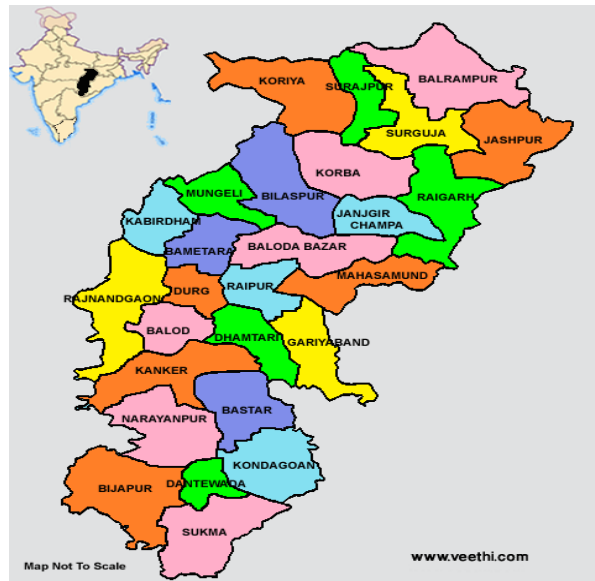 KORIYA
SURAJPUR
BALRAMPUR
SURGUJA
JASHPUR
KORBA
RAIGARH
MUNGELI
BILASPUR
KABIRDHAM
JANJGIR
CHAMPA
BAMETARA
BALODA BAZAR
MAHASAMUND
RAJNANDGAON
DURG
RAIPUR
BALOD
DHAMTARI
GARIYABAND
KANKER
NARAYANPUR
BASTAR
KONDAGOAN
BIJAPUR
DANTEWADA
SUKMA
Map Not To Scale
www.veethi.com